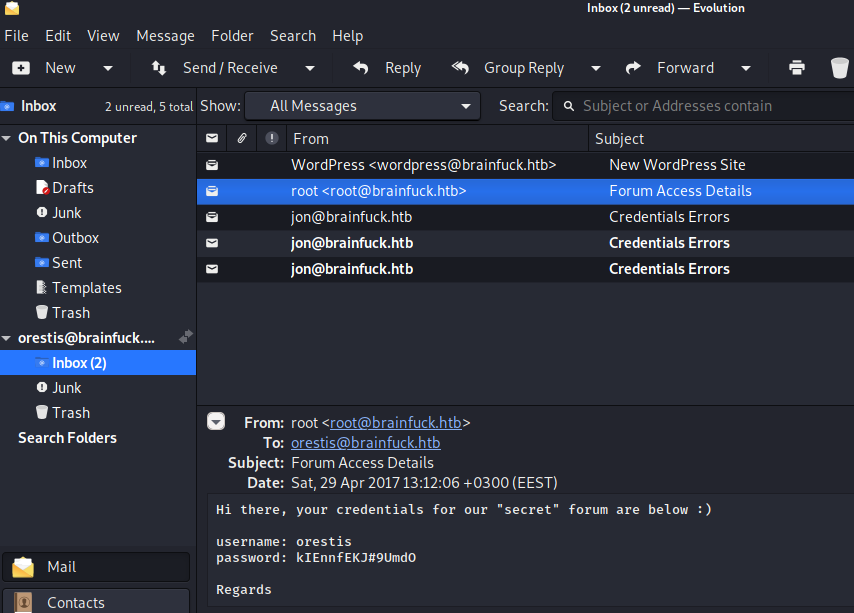 Inbox (2 unread) — Evolution
File Edit View Message Folder Search Help
New Send / Receive Reply Group Reply Forward
Inbox 2 unread, 5 total Show: All Messages Search: Subject or Addresses contain
On This Computer
Inbox
Drafts
Junk
Outbox
Sent
Templates
Trash
orestis@brainfuck....
Inbox (2)
Junk
Trash
Search Folders
Mail
Contacts
From Subject
WordPress <wordpress@brainfuck.htb> New WordPress Site
root <root@brainfuck.htb> Forum Access Details
jon@brainfuck.htb Credentials Errors
jon@brainfuck.htb Credentials Errors
jon@brainfuck.htb Credentials Errors
From: root <root@brainfuck.htb>
To: orestis@brainfuck.htb
Subject: Forum Access Details
Date: Sat, 29 Apr 2017 13:12:06 +0300 (EEST)
Hi there, your credentials for our "secret" forum are below :)
username: orestis
password: kIEnnfEKJ#9UmdO
Regards